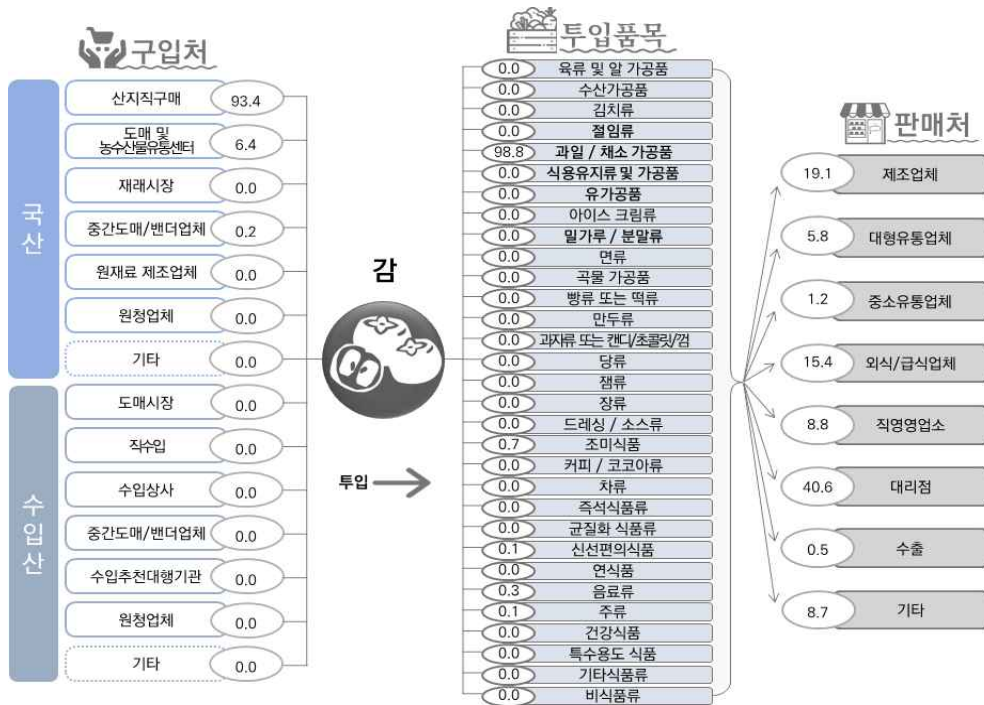 구입처
국산
산지직구매 93.4
도매 및
농수산물유통센터 6.4
재래시장 0.0
중간도매/밴더업체 0.2
원재료 제조업체 0.0
원청업체 0.0
기타 0.0
수입산
도매시장 0.0
직수입 0.0
수입상사 0.0
중간도매/밴더업체 0.0
수입추천대행기관 0.0
원청업체 0.0
기타 0.0
감
투입
투입품목
0.0 육류 및 알 가공품
0.0 수산가공품
0.0 김치류
0.0 절임류
98.8 과일 / 채소 가공품
0.0 식용유지류 및 가공품
0.0 유가공품
0.0 아이스 크림류
0.0 밀가루 / 분말류
0.0 면류
0.0 곡물 가공품
0.0 빵류 또는 떡류
0.0 만두류
0.0 과자류 또는 캔디/초콜릿/껌
0.0 당류
0.0 잼류
0.0 장류
0.0 드레싱 / 소스류
0.7 조미식품
0.0 커피 / 코코아류
0.0 차류
0.0 즉석식품류
0.0 균질화 식품류
0.1 신선편의식품
0.0 연식품
0.3 음료류
0.1 주류
0.0 건강식품
0.0 특수용도 식품
0.0 기타식품류
0.0 비식품류
판매처
19.1 제조업체
5.8 대형유통업체
1.2 중소유통업체
15.4 외식/급식업체
8.8 직영영업소
40.6 대리점
0.5 수출
8.7 기타